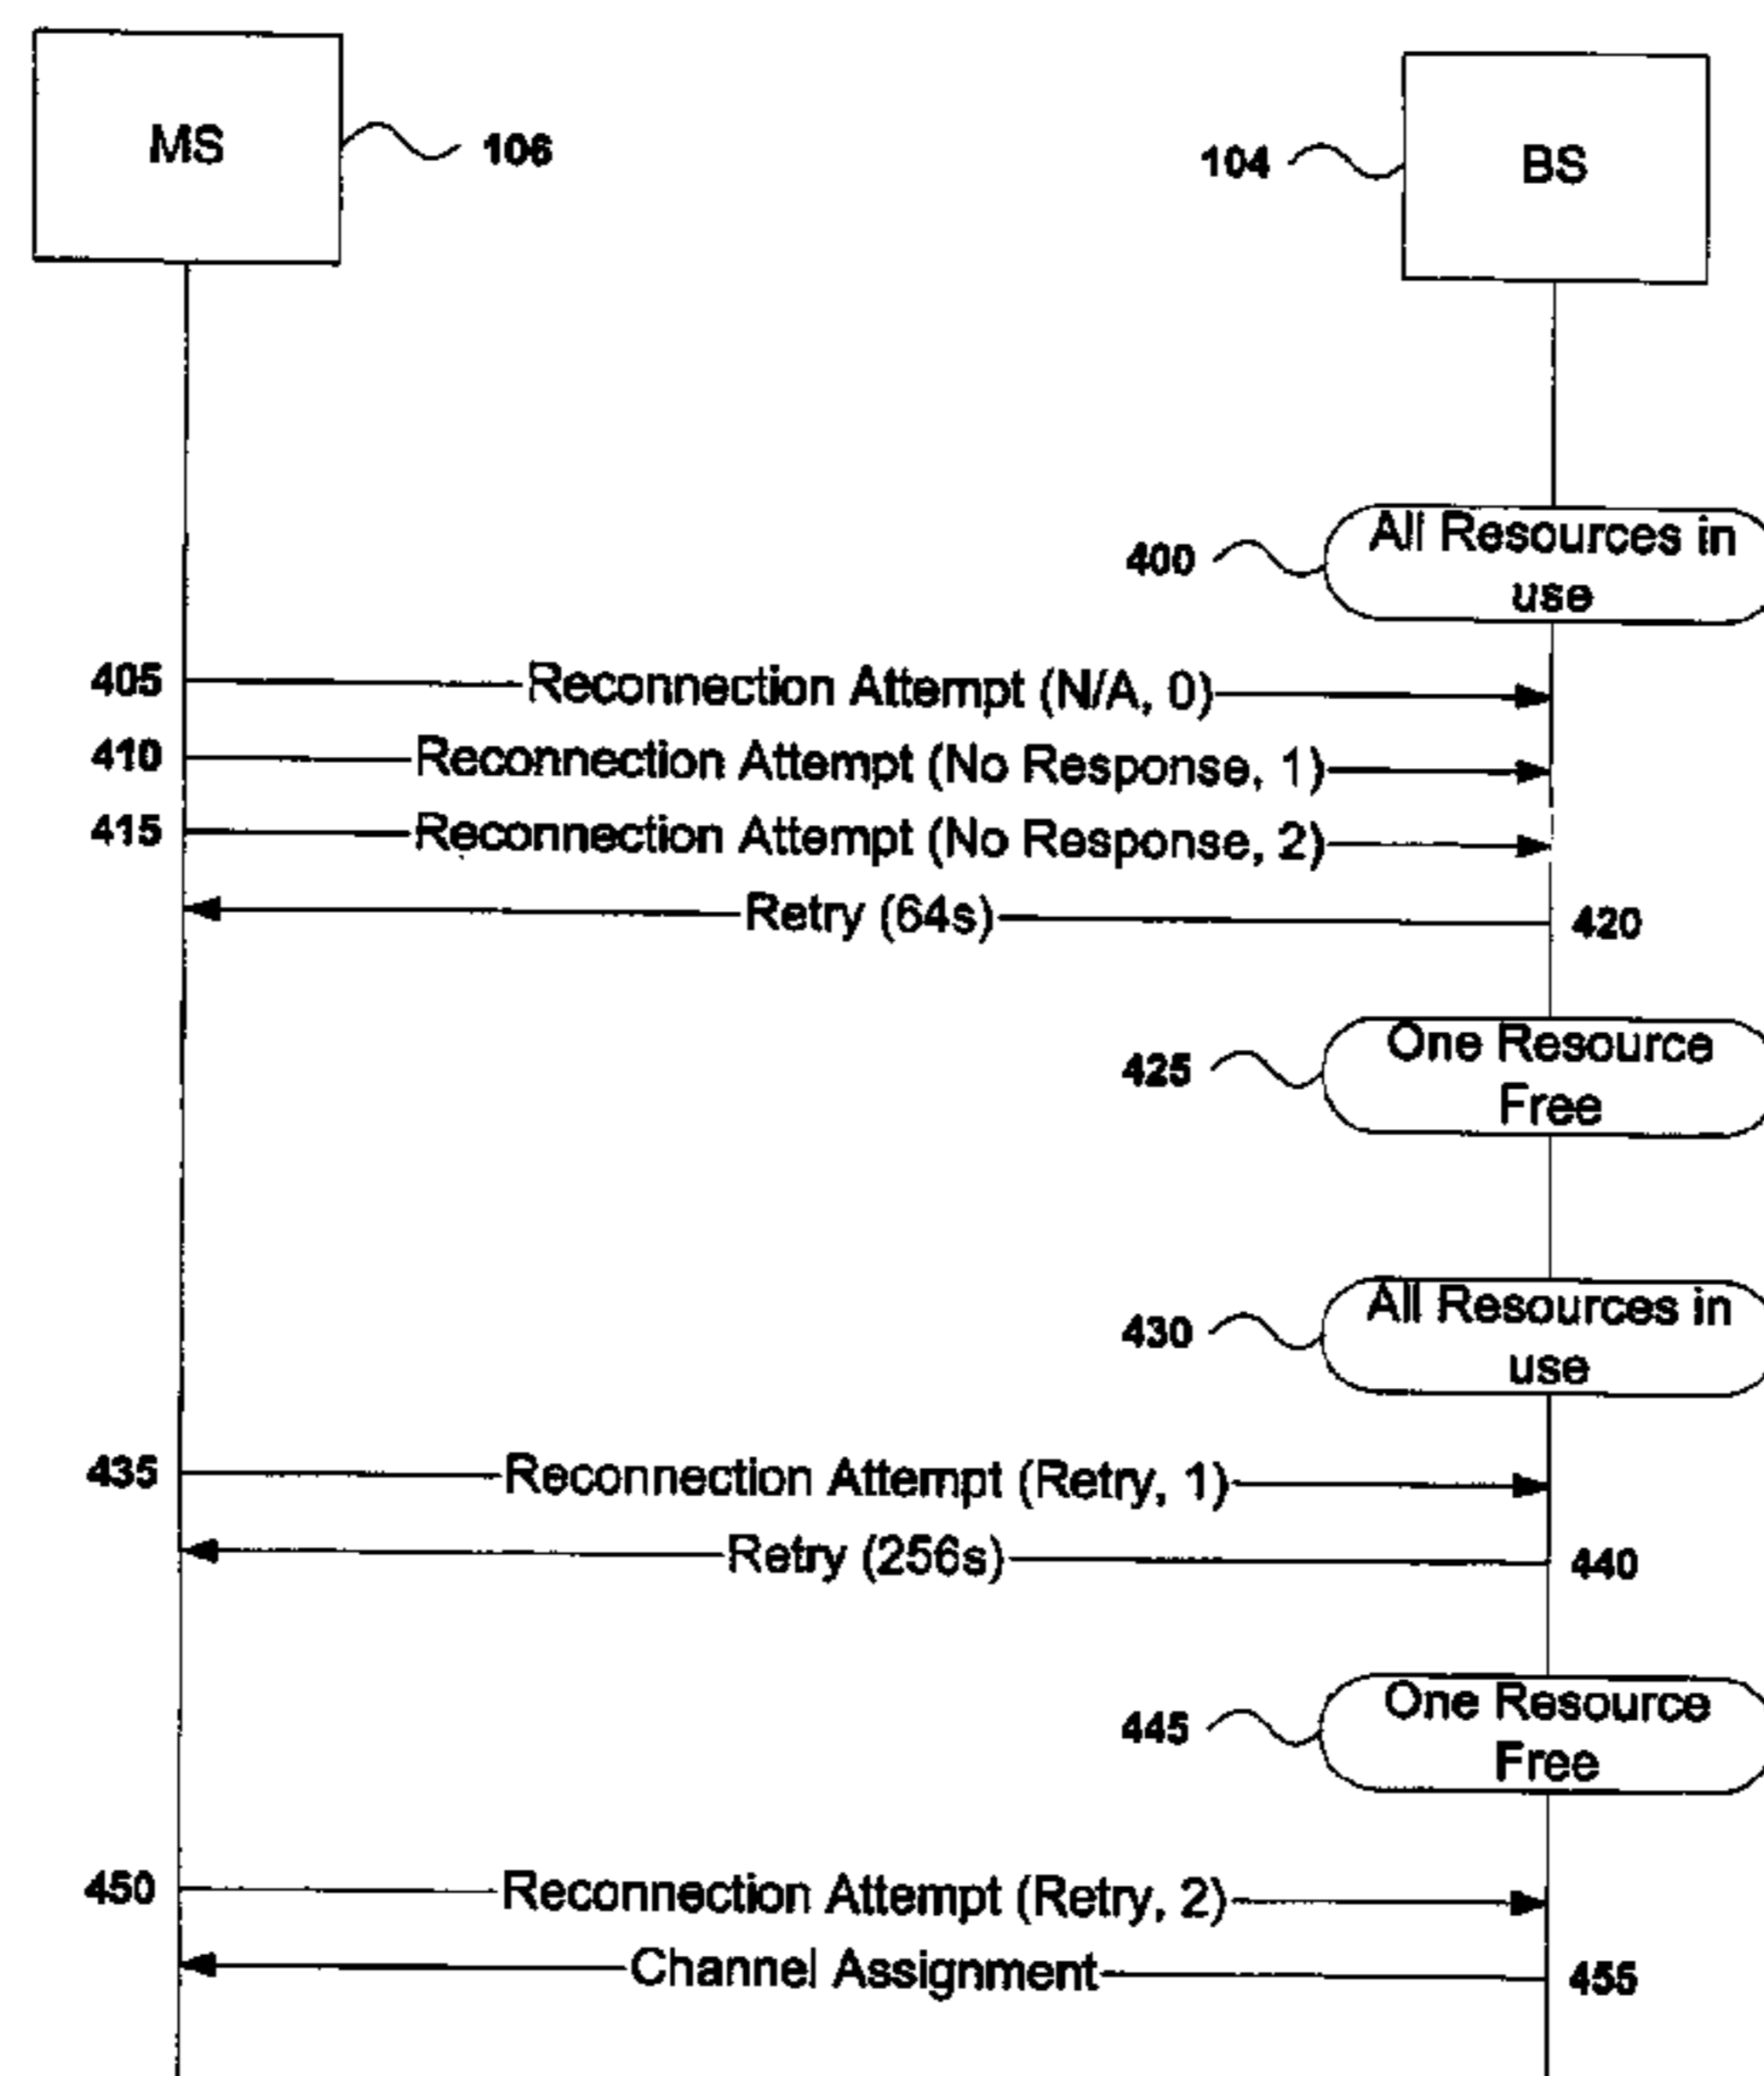 MS
106
104
BS
All Resources in
use
400
405
Reconnection Attempt (N/A, 0)
410
Reconnection Attempt (No Response, 1)
415
Reconnection Attempt (No Response, 2)
Retry (64s)
420
One Resource
Free
425
All Resources in
use
430
435
Reconnection Attempt (Retry, 1)
Retry (256s)
440
One Resource
Free
445
450
Reconnection Attempt (Retry, 2)
Channel Assignment
455